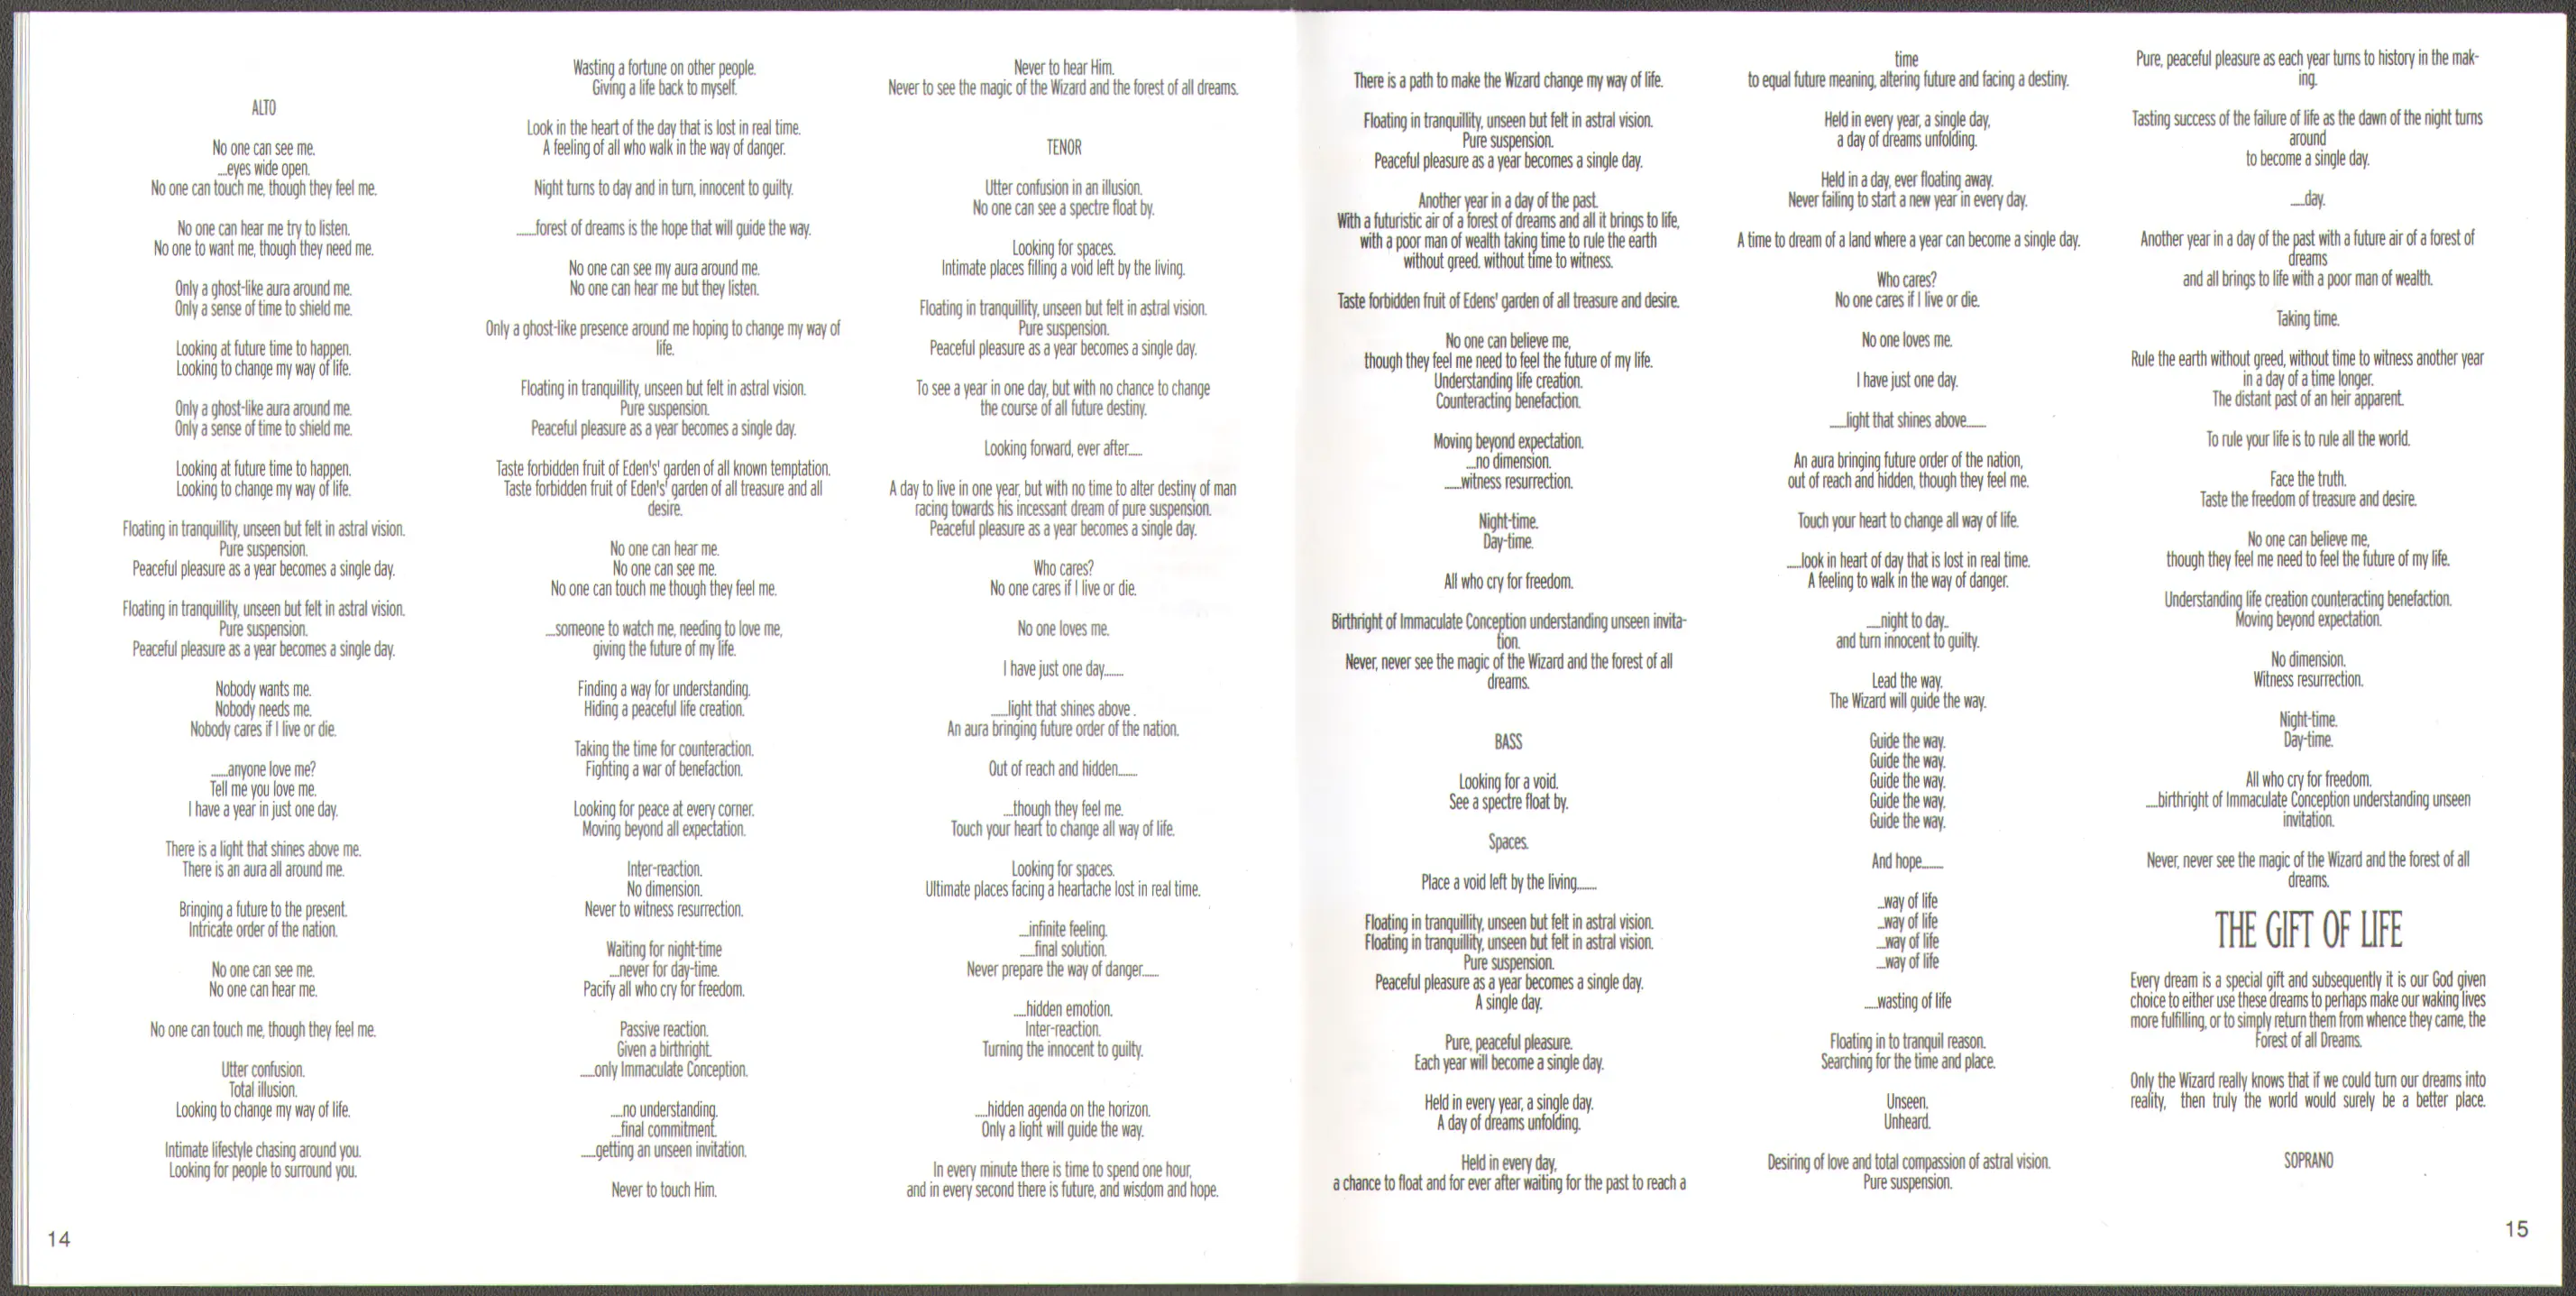 ALTO
No one can see me.
....eyes wide open.
No one can touch me, though they feel me.
No one can hear me try to listen.
No one to want me, though they need me.
Only a ghost-like aura around me.
Only a sense of time to shield me.
Looking at future time to happen.
Looking to change my way of life.
Only a ghost-like aura around me.
Only a sense of time to shield me.
Looking at future time to happen.
Looking to change my way of life.
Floating in tranquillity, unseen but felt in astral vision.
Pure suspension.
Peaceful pleasure as a year becomes a single day.
Floating in tranquillity, unseen but felt in astral vision.
Pure suspension.
Peaceful pleasure as a year becomes a single day.
Nobody wants me.
Nobody needs me.
Nobody cares if I live or die.
......anyone love me?
Tell me you love me.
I have a year in just one day.
There is a light that shines above me.
There is an aura all around me.
Bringing a future to the present.
Intricate order of the nation.
No one can see me.
No one can hear me.
No one can touch me, though they feel me.
Utter confusion.
Total illusion.
Looking to change my way of life.
Intimate lifestyle chasing around you.
Looking for people to surround you.
14
Wasting a fortune on other people.
Giving a life back to myself.
Look in the heart of the day that is lost in real time.
A feeling of all who walk in the way of danger.
Night turns to day and in turn, innocent to guilty.
.......forest of dreams is the hope that will guide the way.
No one can see my aura around me.
No one can hear me but they listen.
Only a ghost-like presence around me hoping to change my way of
life.
Floating in tranquillity, unseen but felt in astral vision.
Pure suspension.
Peaceful pleasure as a year becomes a single day.
Taste forbidden fruit of Eden's' garden of all known temptation.
Taste forbidden fruit of Eden's' garden of all treasure and all
desire.
No one can hear me.
No one can see me.
No one can touch me though they feel me.
....someone to watch me, needing to love me,
giving the future of my life.
Finding a way for understanding.
Hiding a peaceful life creation.
Taking the time for counteraction.
Fighting a war of benefaction.
Looking for peace at every corner.
Moving beyond all expectation.
Inter-reaction.
No dimension.
Never to witness resurrection.
Waiting for night-time
....never for day-time.
Pacify all who cry for freedom.
Passive reaction.
Given a birthright.
.....only Immaculate Conception.
.....no understanding.
....final commitment.
.....getting an unseen invitation.
Never to touch Him.
Never to hear Him.
Never to see the magic of the Wizard and the forest of all dreams.
TENOR
Utter confusion in an illusion.
No one can see a spectre float by.
Looking for spaces.
Intimate places filling a void left by the living.
Floating in tranquillity, unseen but felt in astral vision.
Pure suspension.
Peaceful pleasure as a year becomes a single day.
To see a year in one day, but with no chance to change
the course of all future destiny.
Looking forward, ever after.....
A day to live in one year, but with no time to alter destiny of man
racing towards his incessant dream of pure suspension.
Peaceful pleasure as a year becomes a single day.
Who cares?
No one cares if I live or die.
No one loves me.
I have just one day.......
......light that shines above .
An aura bringing future order of the nation.
Out of reach and hidden.......
....though they feel me.
Touch your heart to change all way of life.
Looking for spaces.
Ultimate places facing a heartache lost in real time.
....infinite feeling.
......final solution.
Never prepare the way of danger......
.....hidden emotion.
Inter-reaction.
Turning the innocent to guilty.
.....hidden agenda on the horizon.
Only a light will guide the way.
In every minute there is time to spend one hour,
and in every second there is future, and wisdom and hope.
There is a path to make the Wizard change my way of life.
Floating in tranquillity, unseen but felt in astral vision.
Pure suspension.
Peaceful pleasure as a year becomes a single day.
Another year in a day of the past.
With a futuristic air of a forest of dreams and all it brings to life,
with a poor man of wealth taking time to rule the earth
without greed. without time to witness.
Taste forbidden fruit of Edens' garden of all treasure and desire.
No one can believe me,
though they feel me need to feel the future of my life.
Understanding life creation.
Counteracting benefaction.
Moving beyond expectation.
....no dimension.
......witness resurrection.
Night-time.
Day-time.
All who cry for freedom.
Birthright of Immaculate Conception understanding unseen invita-
tion.
Never, never see the magic of the Wizard and the forest of all
dreams.
BASS
Looking for a void.
See a spectre float by.
Spaces.
Place a void left by the living.......
Floating in tranquillity, unseen but felt in astral vision.
Floating in tranquillity, unseen but felt in astral vision.
Pure suspension.
Peaceful pleasure as a year becomes a single day.
A single day.
Pure, peaceful pleasure.
Each year will become a single day.
Held in every year, a single day.
A day of dreams unfolding.
Held in every day,
a chance to float and for ever after waiting for the past to reach a
time
to equal future meaning, altering future and facing a destiny.
Held in every year, a single day,
a day of dreams unfolding.
Held in a day, ever floating away.
Never failing to start a new year in every day.
A time to dream of a land where a year can become a single day.
Who cares?
No one cares if I live or die.
No one loves me.
I have just one day.
......light that shines above.......
An aura bringing future order of the nation,
out of reach and hidden, though they feel me.
Touch your heart to change all way of life.
......look in heart of day that is lost in real time.
A feeling to walk in the way of danger.
.....night to day..
and turn innocent to guilty.
Lead the way.
The Wizard will guide the way.
Guide the way.
Guide the way.
Guide the way.
Guide the way.
Guide the way.
And hope........
...way of life
...way of life
...way of life
...way of life
.....wasting of life
Floating in to tranquil reason.
Searching for the time and place.
Unseen.
Unheard.
Desiring of love and total compassion of astral vision.
Pure suspension.
Pure, peaceful pleasure as each year turns to history in the mak-
ing.
Tasting success of the failure of life as the dawn of the night turns
around
to become a single day.
.....day.
Another year in a day of the past with a future air of a forest of
dreams
and all brings to life with a poor man of wealth.
Taking time.
Rule the earth without greed, without time to witness another year
in a day of a time longer.
The distant past of an heir apparent.
To rule your life is to rule all the world.
Face the truth.
Taste the freedom of treasure and desire.
No one can believe me,
though they feel me need to feel the future of my life.
Understanding life creation counteracting benefaction.
Moving beyond expectation.
No dimension.
Witness resurrection.
Night-time.
Day-time.
All who cry for freedom.
.....birthright of Immaculate Conception understanding unseen
invitation.
Never, never see the magic of the Wizard and the forest of all
dreams.
THE GIFT OF LIFE
Every dream is a special gift and subsequently it is our God given
choice to either use these dreams to perhaps make our waking lives
more fulfilling, or to simply return them from whence they came, the
Forest of all Dreams.
Only the Wizard really knows that if we could turn our dreams into
reality, then truly the world would surely be a better place.
SOPRANO
15